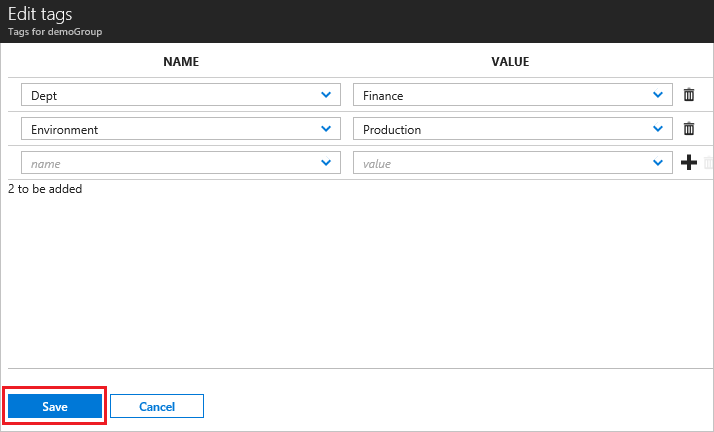 Edit tags
Tags for demoGroup
NAME VALUE
Dept Finance
Environment Production
name value
2 to be added
Save Cancel